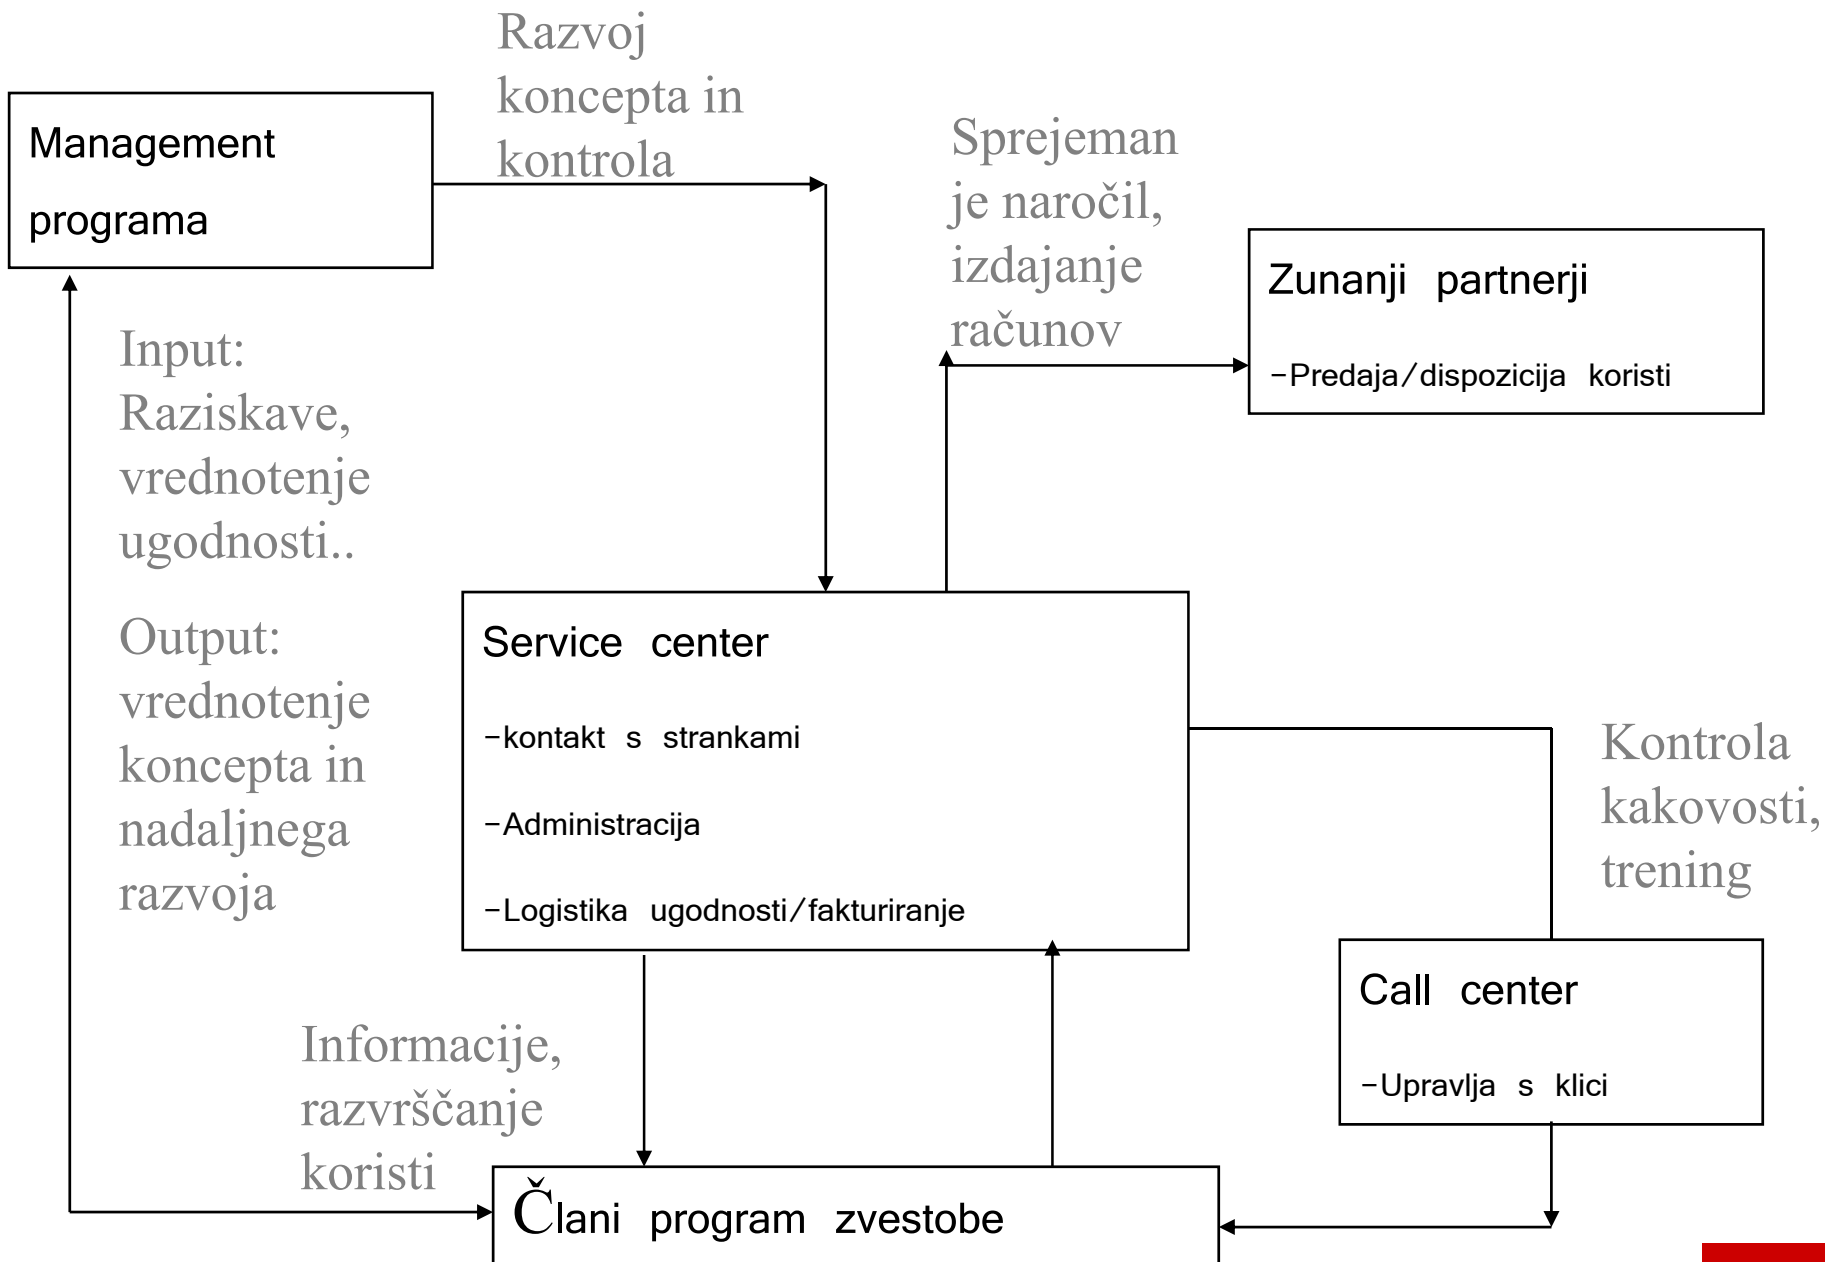 Razvoj
koncepta in
kontrola
Management
programa
Sprejeman
je naročil,
izdajanje
računov
Zunanji partnerji
-Predaja/dispozicija koristi
Input:
Raziskave,
vrednotenje
ugodnosti..
Output:
vrednotenje
koncepta in
nadaljnega
razvoja
Service center
-kontakt s strankami
-Administracija
-Logistika ugodnosti/fakturiranje
Kontrola
kakovosti,
trening
Call center
-Upravlja s klici
Informacije,
razvrščanje
koristi
Člani program zvestobe